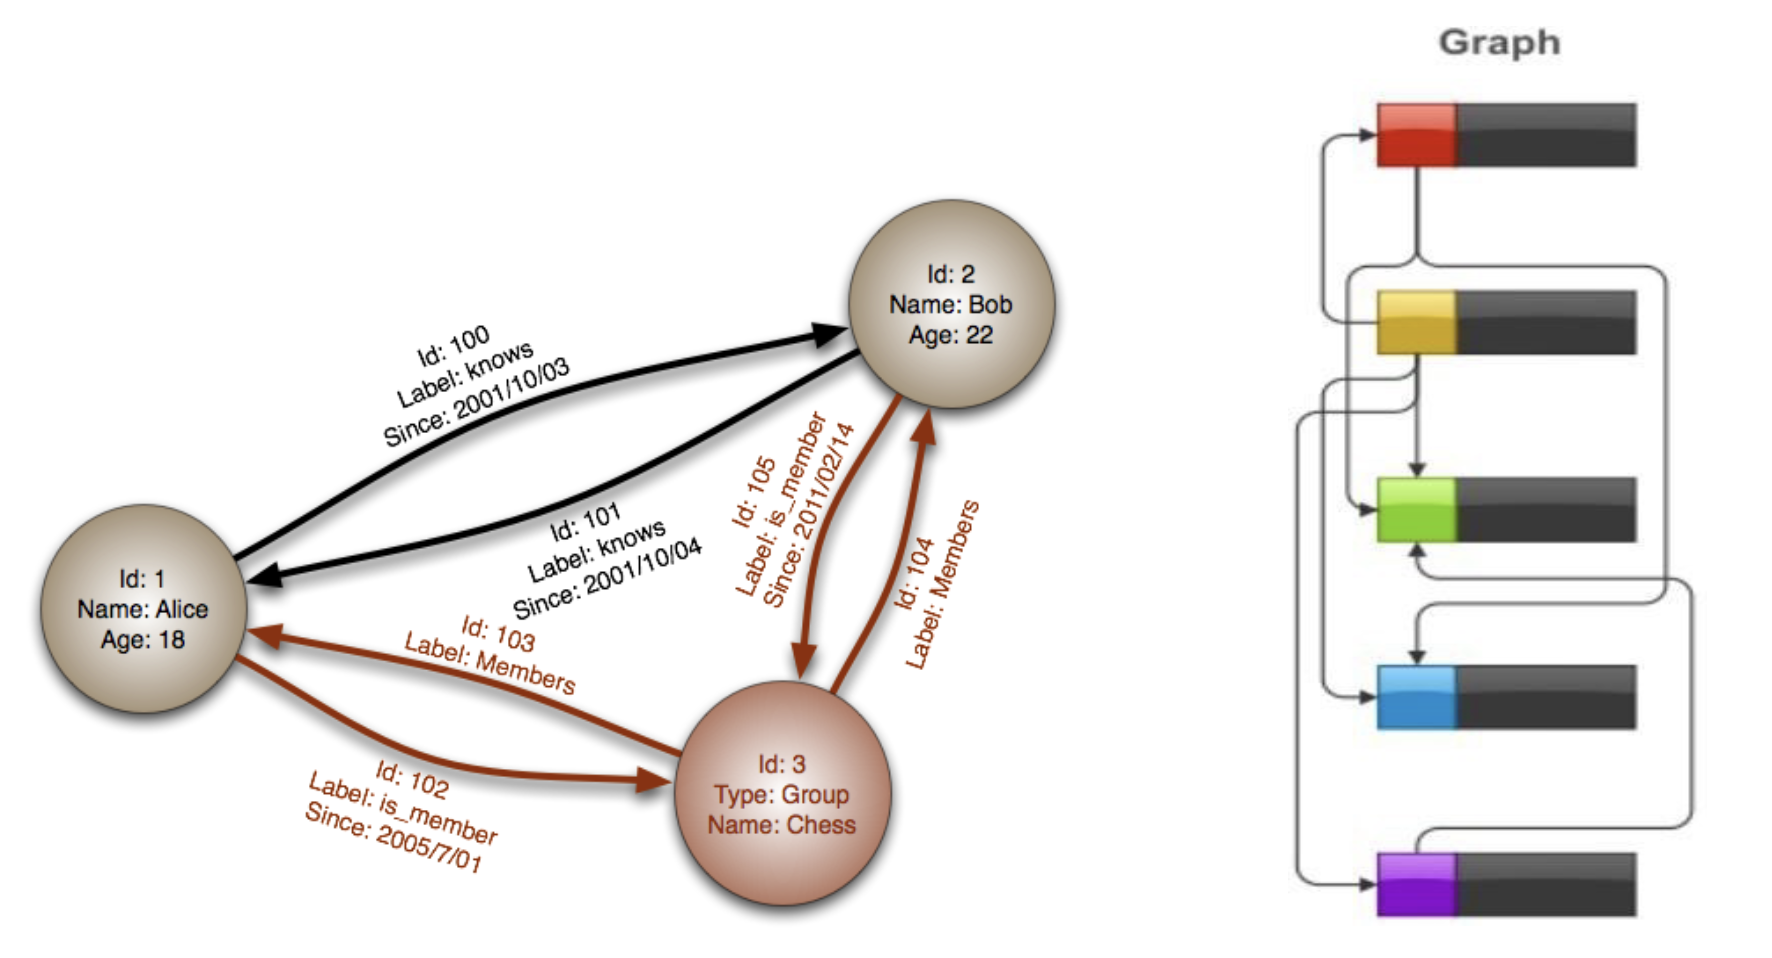 Graph
Id: 2
Name: Bob
Age: 22
Id: 100
Label: knows
Since: 2001/10/03
Id: 101
Label: knows
Since: 2001/10/04
Id: 105
Label: is_member
Since: 2011/02/14
Id: 104
Label: Members
Id: 1
Name: Alice
Age: 18
Id: 103
Label: Members
Id: 102
Label: is_member
Since: 2005/7/01
Id: 3
Type: Group
Name: Chess